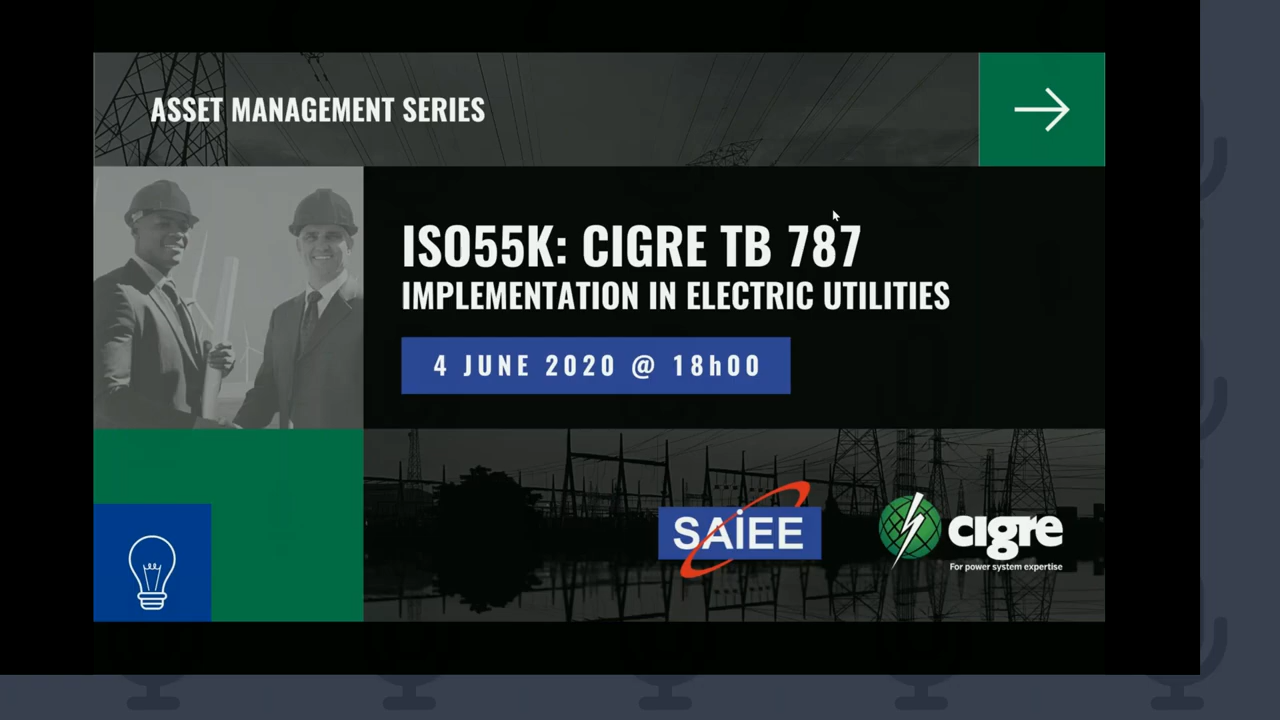 ASSET MANAGEMENT SERIES
ISO55K: CIGRE TB 787
IMPLEMENTATION IN ELECTRIC UTILITIES
4 JUNE 2020 @ 18h00
SAiEE
cigre
For power system expertise